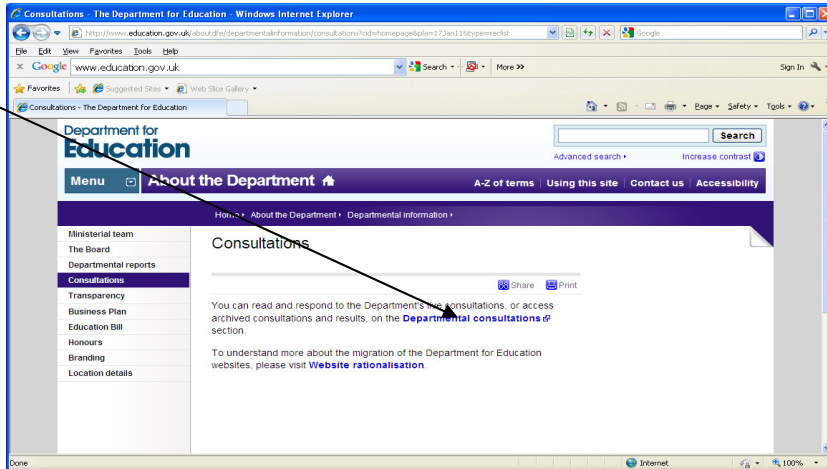 Consultations - The Department for Education - Windows Internet Explorer
http://www.education.gov.uk/aboutdfe/departmentalinformation/consultations?cid=homepage&pla=17Jan11&type=reclist
Google
File Edit View Favorites Tools Help
Google www.education.gov.uk Search More >> Sign In
Favorites Suggested Sites Web Slice Gallery
Consultations - The Department for Education Page Safety Tools
Department for
Education
Search
Advanced search Increase contrast
Menu About the Department A-Z of terms Using this site Contact us Accessibility
Home About the Department Departmental information
Ministerial team
The Board
Departmental reports
Consultations
Transparency
Business Plan
Education Bill
Honours
Branding
Location details
Consultations
Share Print
You can read and respond to the Department's live consultations, or access
archived consultations and results, on the Departmental consultations
section.
To understand more about the migration of the Department for Education
websites, please visit Website rationalisation.
Done Internet 100%